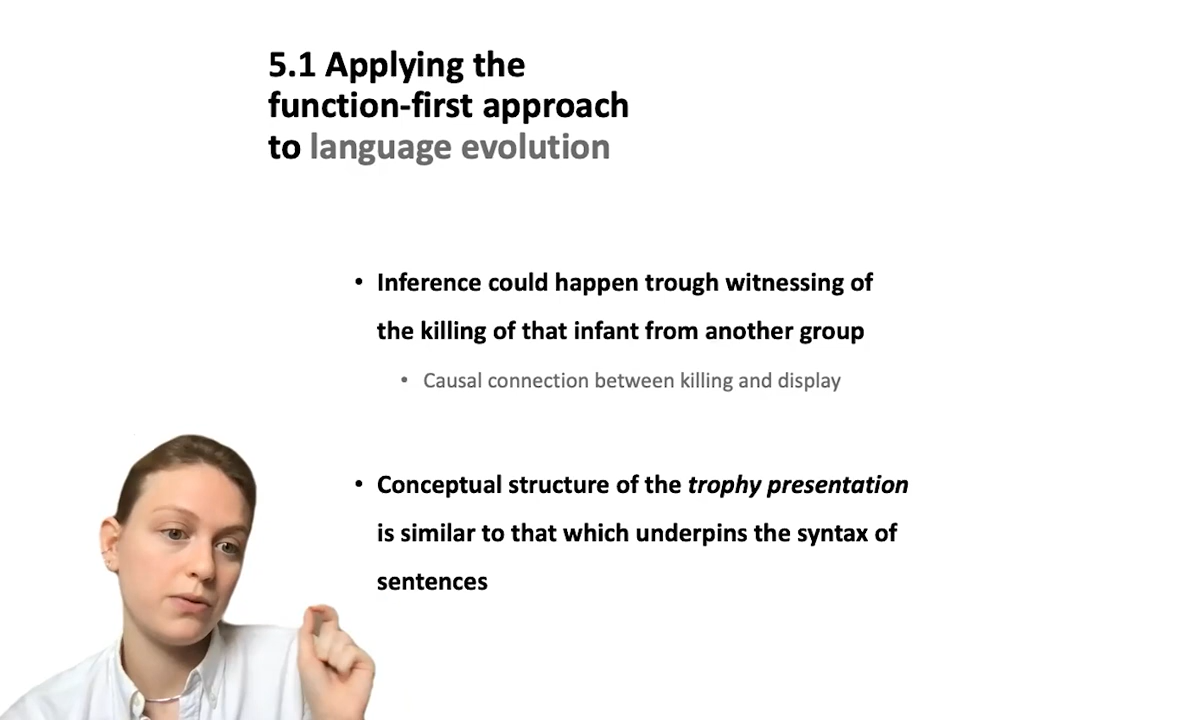 5.1 Applying the
function-first approach
to language evolution
• Inference could happen trough witnessing of
the killing of that infant from another group
• Causal connection between killing and display
• Conceptual structure of the trophy presentation
is similar to that which underpins the syntax of
sentences